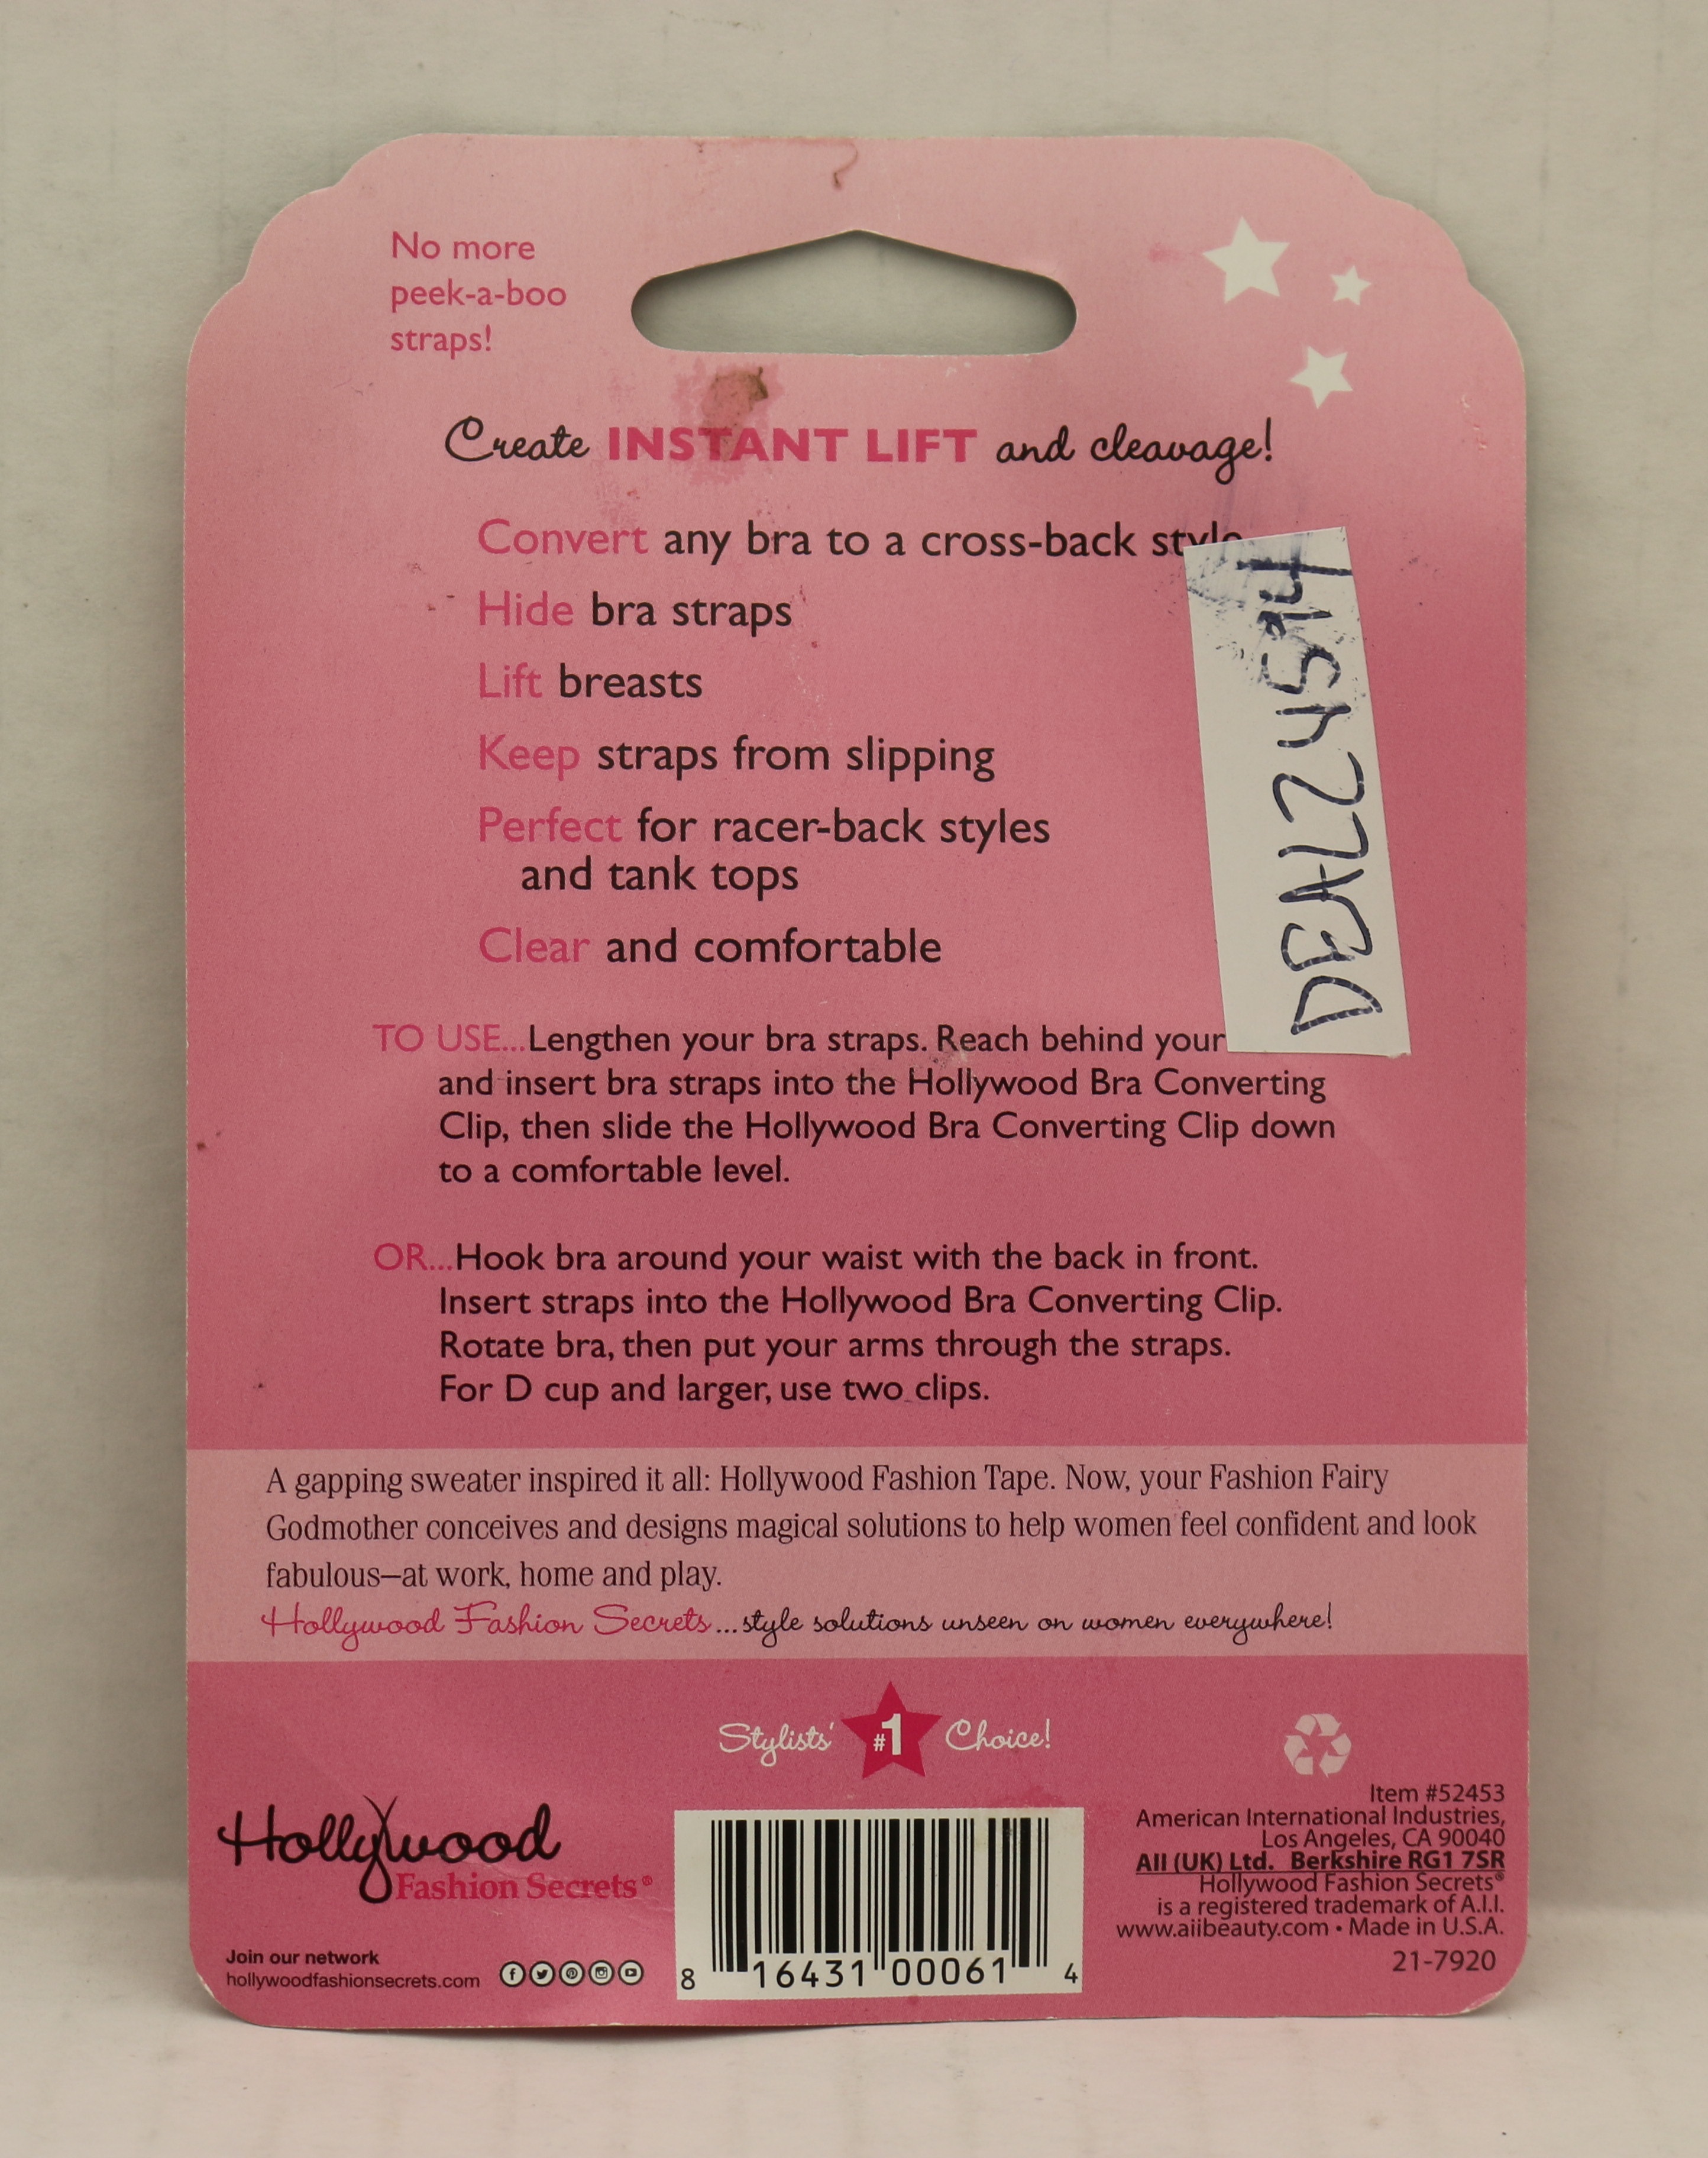 No more
peek-a-boo
straps!
Create INSTANT LIFT and cleavage!
Convert any bra to a cross-back style
Hide bra straps
Lift breasts
Keep straps from slipping
Perfect for racer-back styles
and tank tops
Clear and comfortable
TO USE...Lengthen your bra straps. Reach behind your
and insert bra straps into the Hollywood Bra Converting
Clip, then slide the Hollywood Bra Converting Clip down
to a comfortable level.
OR...Hook bra around your waist with the back in front.
Insert straps into the Hollywood Bra Converting Clip.
Rotate bra, then put your arms through the straps.
For D cup and larger, use two clips.
A gapping sweater inspired it all: Hollywood Fashion Tape. Now, your Fashion Fairy
Godmother conceives and designs magical solutions to help women feel confident and look
fabulous—at work, home and play.
Hollywood Fashion Secrets...style solutions unseen on women everywhere!
Stylists' #1 Choice!
Hollywood
Fashion Secrets®
Join our network
hollywoodfashionsecrets.com
8 16431 00061 4
Item #52453
American International Industries,
Los Angeles, CA 90040
AII (UK) Ltd. Berkshire RG1 7SR
Hollywood Fashion Secrets®
is a registered trademark of A.I.I.
www.aiibeauty.com • Made in U.S.A.
21-7920